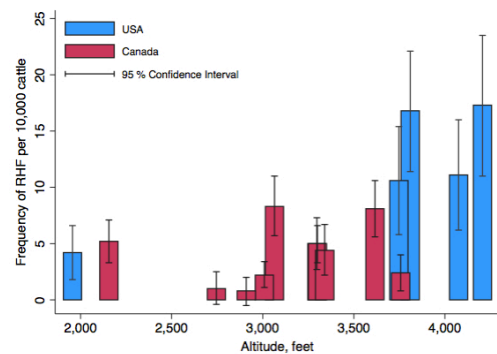 25
20
15
10
5
0
Frequency of RHF per 10,000 cattle
USA
Canada
95 % Confidence Interval
2,000 2,500 3,000 3,500 4,000
Altitude, feet